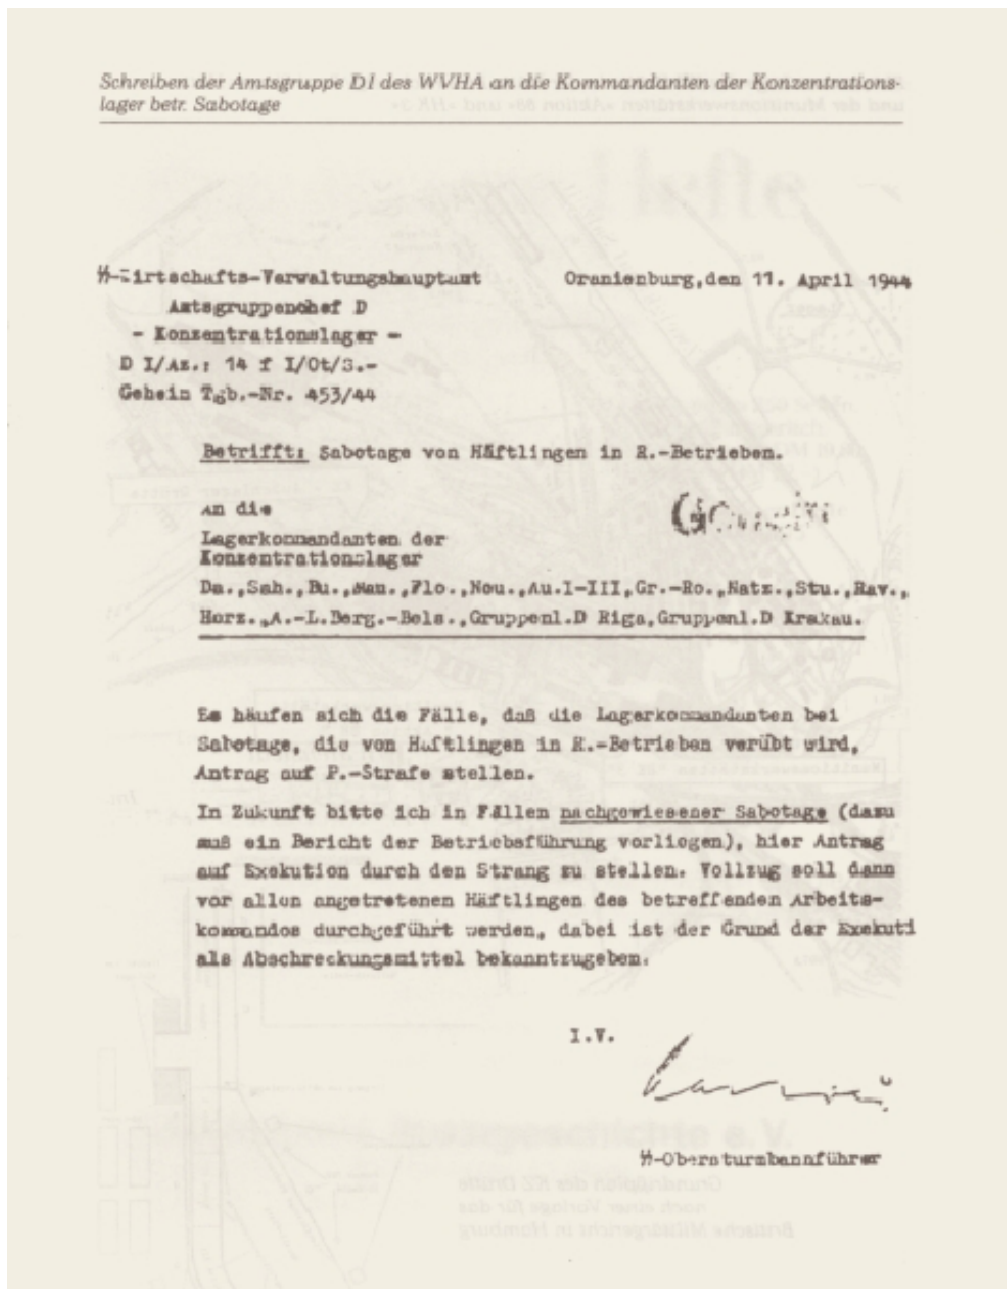 Schreiben der Amtsgruppe D I des WVHA an die Kommandanten der Konzentrations-
lager betr. Sabotage
SS-Wirtschafts-Verwaltungshauptamt
Oranienburg, den 11. April 1944
Amtsgruppenchef D
- Konzentrationslager -
D I/Az.: 14 f I/Ot/S.-
Geheim Tgb.-Nr. 453/44
Betrifft: Sabotage von Häftlingen in R.-Betrieben.
An die
Geheim
Lagerkommandanten der
Konzentrationslager
Da.,Sah.,Bu.,Mau.,Flo.,Neu.,Au.I-III,Gr.-Ro.,Natz.,Stu.,Rav.,
Herz.,A.-L.Berg.-Bels.,Gruppenl.D Riga,Gruppenl.D Krakau.
Es häufen sich die Fälle, daß die Lagerkommandanten bei
Sabotage, die von Häftlingen in R.-Betrieben verübt wird,
Antrag auf P.-Strafe stellen.
In Zukunft bitte ich in Fällen nachgewiesener Sabotage (dazu
muß ein Bericht der Betriebsführung vorliegen), hier Antrag
auf Exekution durch den Strang zu stellen. Vollzug soll dann
vor allen angetretenen Häftlingen des betreffenden Arbeits-
kommandos durchgeführt werden, dabei ist der Grund der Exekuti
als Abschreckungsmittel bekanntzugeben.
I.V.
SS-Obersturmbannführer